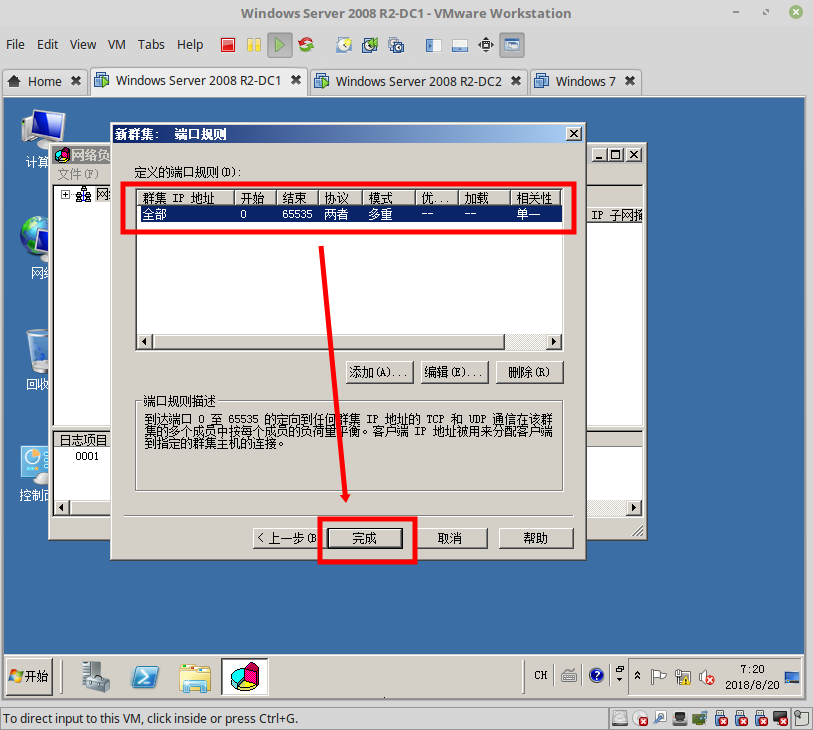 Windows Server 2008 R2-DC1 - VMware Workstation
File Edit View VM Tabs Help
Home Windows Server 2008 R2-DC1 Windows Server 2008 R2-DC2 Windows 7
新群集: 端口规则
网络负
文件(F)
计算
定义的端口规则(D):
群集 IP 地址 开始 结束 协议 模式 优... 加载 相关性
全部 0 65535 两者 多重 -- -- 单一
IP 子网掩
网络
回收
添加(A)... 编辑(E)... 删除(R)
端口规则描述
到达端口 0 至 65535 的定向到任何群集 IP 地址的 TCP 和 UDP 通信在该群
集的多个成员中按每个成员的负荷量平衡。客户端 IP 地址被用来分配客户端
到指定的群集主机的连接。
日志项目
0001
控制面
< 上一步(B 完成 取消 帮助
开始 CH 7:20
2018/8/20
To direct input to this VM, click inside or press Ctrl+G.